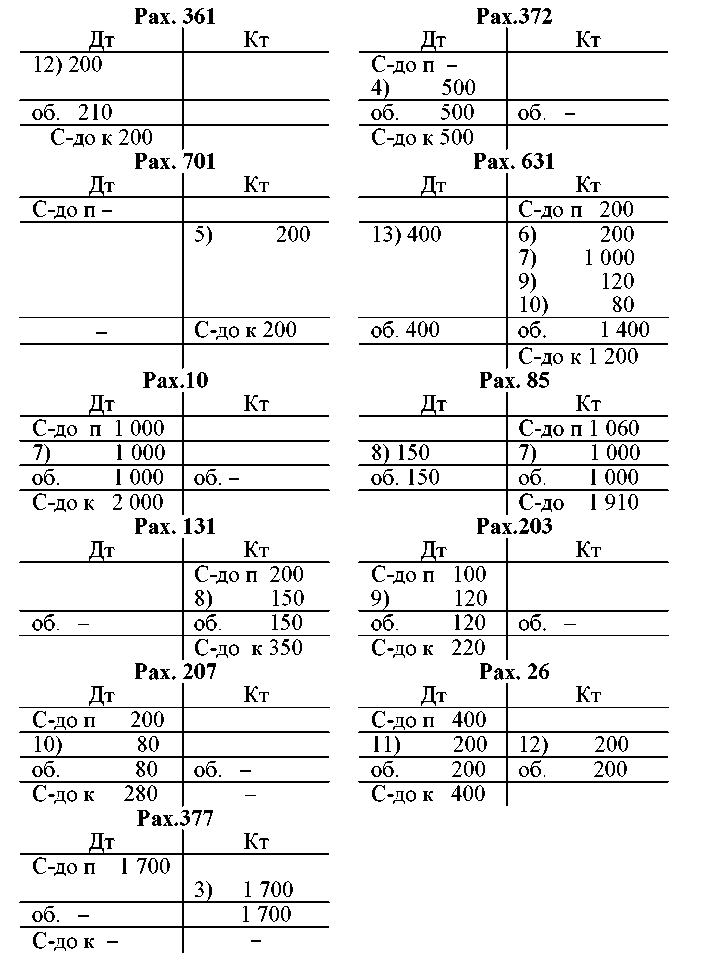 Рах. 361
Дт Кт
12) 200
об. 210
С-до к 200
Рах.372
Дт Кт
С-до п –
4) 500
об. 500 об. –
С-до к 500
Рах. 701
Дт Кт
С-до п –
5) 200
– С-до к 200
Рах. 631
Дт Кт
С-до п 200
13) 400 6) 200
7) 1 000
9) 120
10) 80
об. 400 об. 1 400
С-до к 1 200
Рах.10
Дт Кт
С-до п 1 000
7) 1 000
об. 1 000 об. –
С-до к 2 000
Рах. 85
Дт Кт
С-до п 1 060
8) 150 7) 1 000
об. 150 об. 1 000
С-до 1 910
Рах. 131
Дт Кт
С-до п 200
8) 150
об. – об. 150
С-до к 350
Рах.203
Дт Кт
С-до п 100
9) 120
об. 120 об. –
С-до к 220
Рах. 207
Дт Кт
С-до п 200
10) 80
об. 80 об. –
С-до к 280 –
Рах. 26
Дт Кт
С-до п 400
11) 200 12) 200
об. 200 об. 200
С-до к 400
Рах.377
Дт Кт
С-до п 1 700
3) 1 700
об. – 1 700
С-до к – –